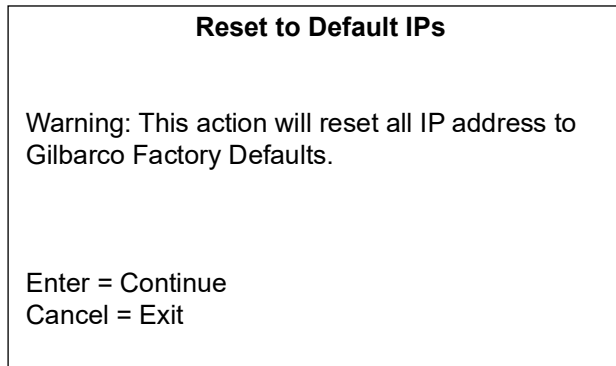 Reset to Default IPs
Warning: This action will reset all IP address to
Gilbarco Factory Defaults.
Enter = Continue
Cancel = Exit